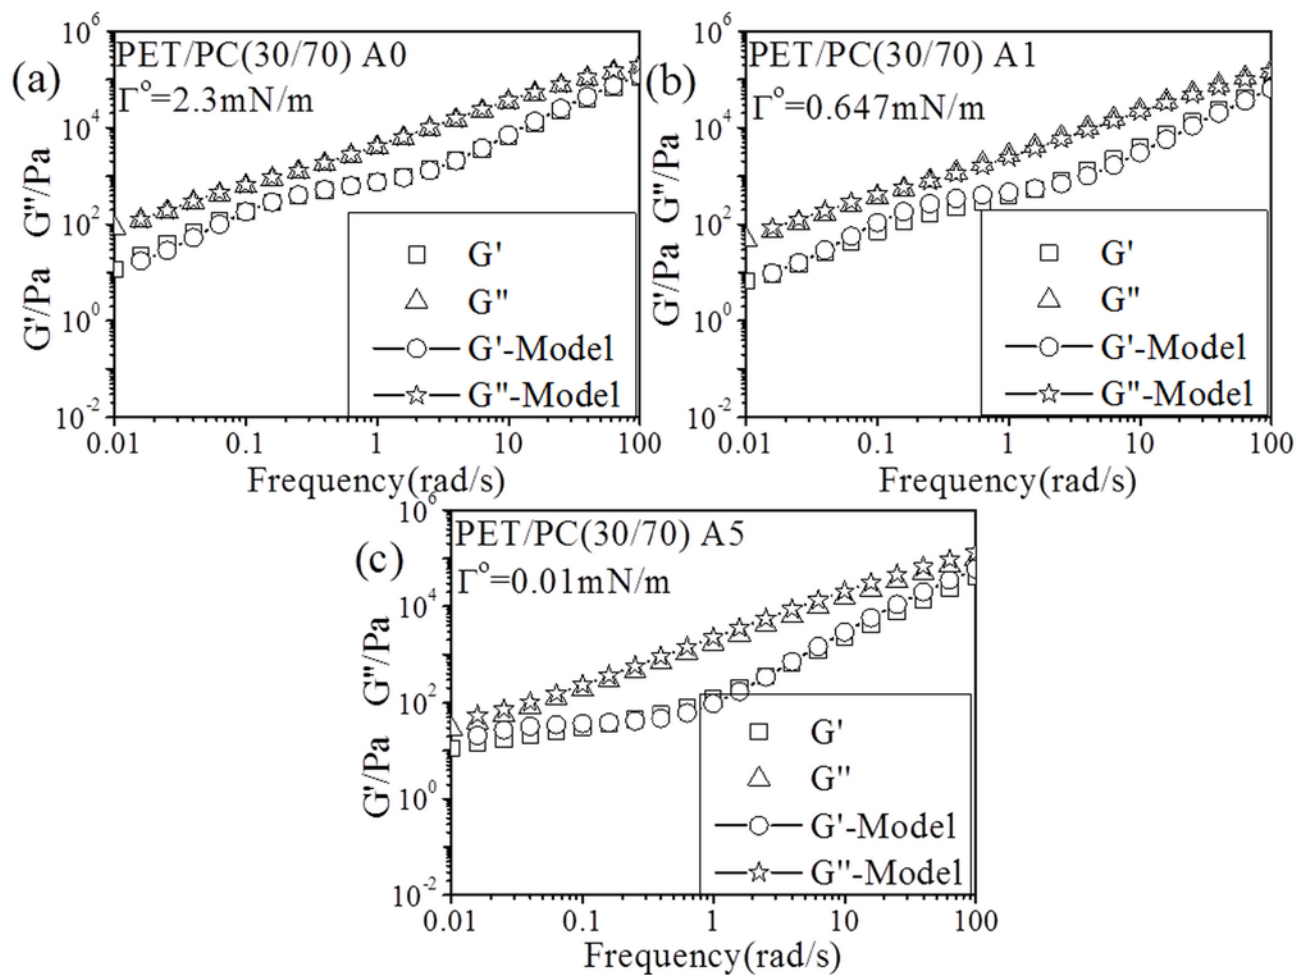 (a)
PET/PC(30/70) A0
Γ°=2.3mN/m
G'/Pa G''/Pa
10^6
10^4
10^2
10^0
10^-2
G'
G''
G'-Model
G''-Model
0.01 0.1 1 10 100
Frequency(rad/s)
(b)
PET/PC(30/70) A1
Γ°=0.647mN/m
G'/Pa G''/Pa
10^6
10^4
10^2
10^0
10^-2
G'
G''
G'-Model
G''-Model
0.01 0.1 1 10 100
Frequency(rad/s)
(c)
PET/PC(30/70) A5
Γ°=0.01mN/m
G'/Pa G''/Pa
10^6
10^4
10^2
10^0
10^-2
G'
G''
G'-Model
G''-Model
0.01 0.1 1 10 100
Frequency(rad/s)